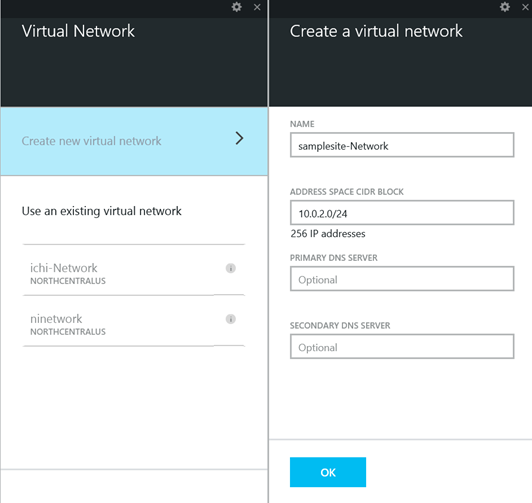 Virtual Network
Create new virtual network
Use an existing virtual network
ichi-Network
NORTHCENTRALUS
ninetwork
NORTHCENTRALUS
Create a virtual network
NAME
samplesite-Network
ADDRESS SPACE CIDR BLOCK
10.0.2.0/24
256 IP addresses
PRIMARY DNS SERVER
Optional
SECONDARY DNS SERVER
Optional
OK